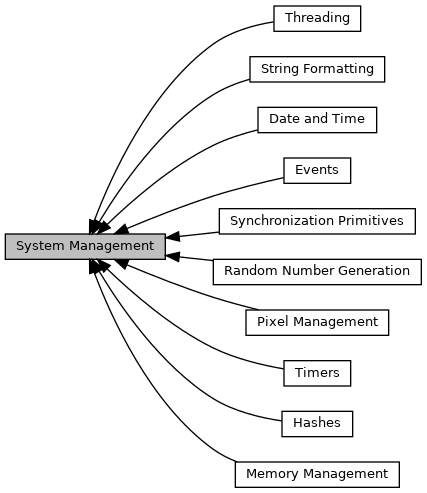 Threading
String Formatting
Date and Time
Events
System Management
Synchronization Primitives
Random Number Generation
Pixel Management
Timers
Hashes
Memory Management